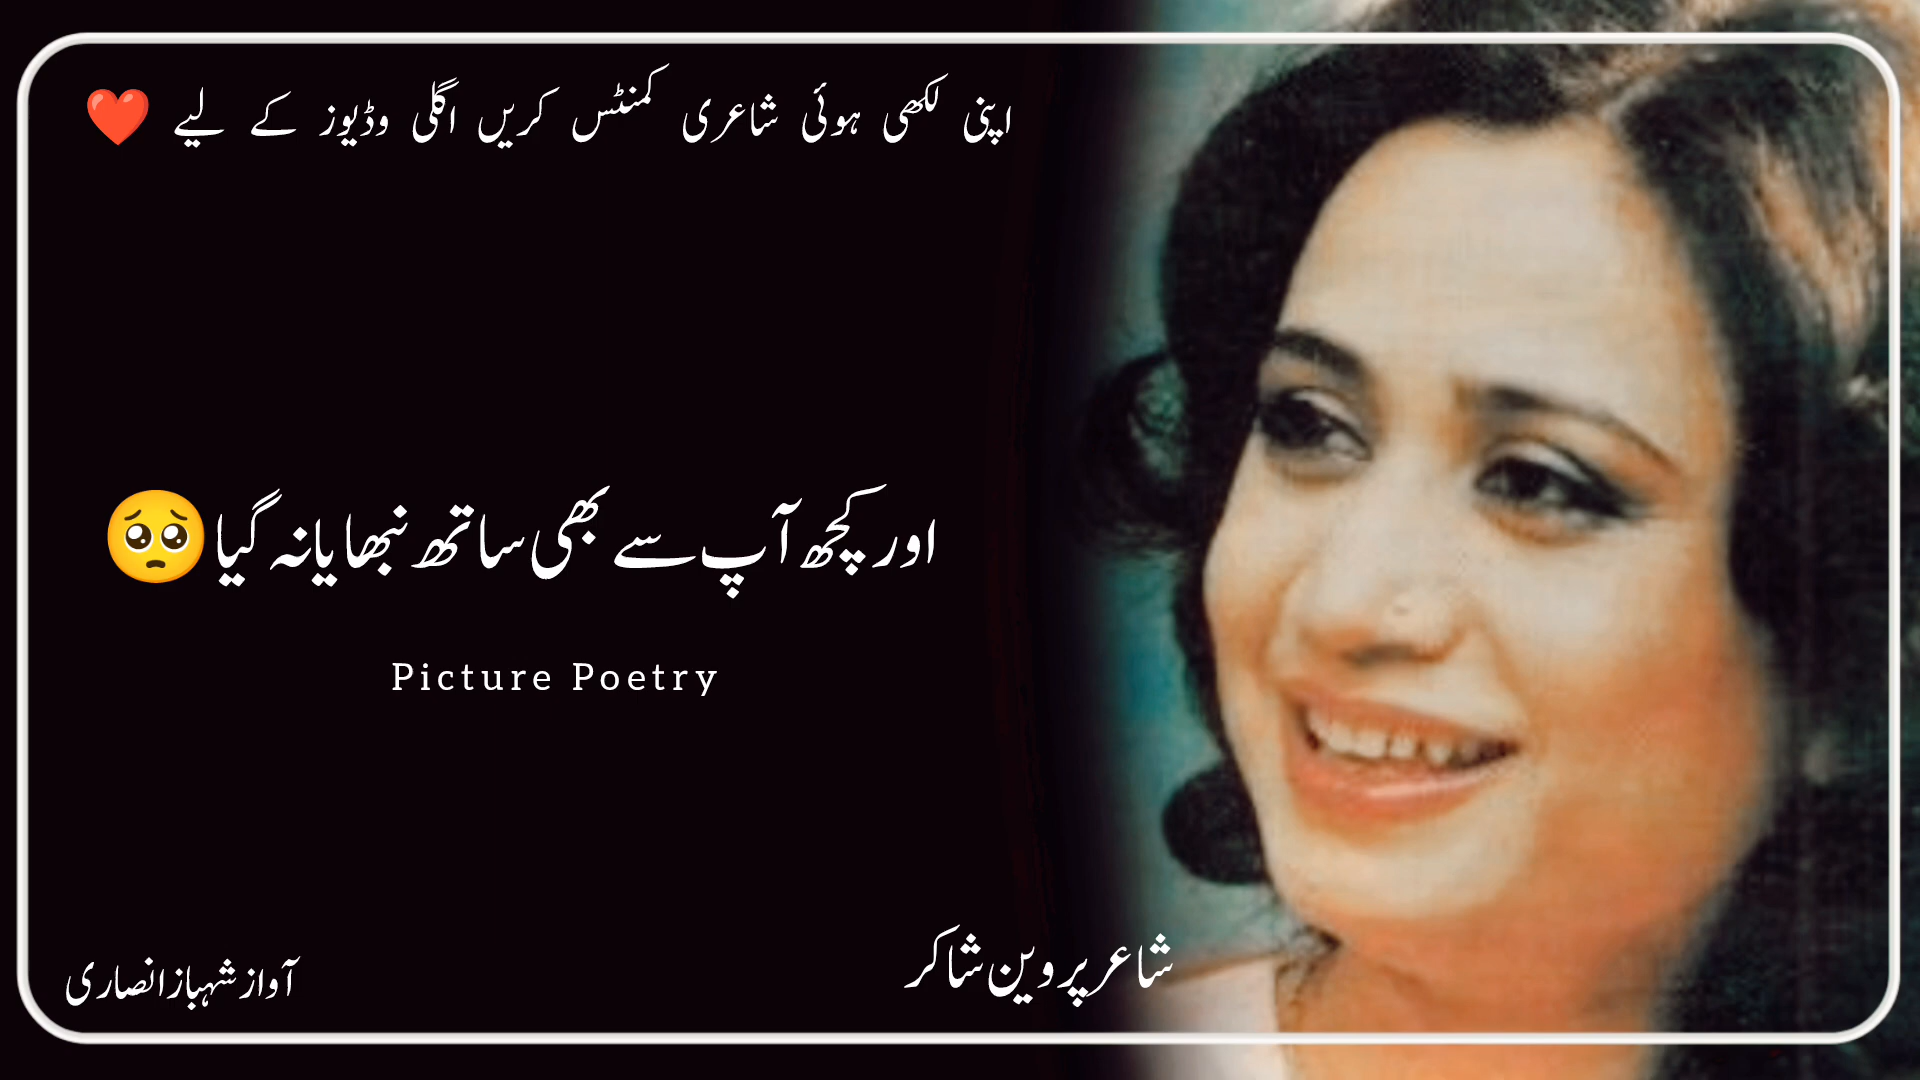 اپنی لکھی ہوئی شاعری کمنٹس کریں اگلی وڈیوز کے لیے ❤️
اور کچھ آپ سے بھی ساتھ نبھایا نہ گیا🥺
Picture Poetry
شاعر پروین شاکر
آواز شہباز انصاری